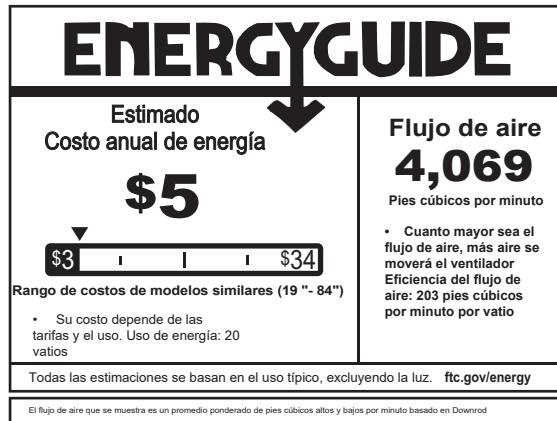 ENERGYGUIDE
Estimado
Costo anual de energía
$5
$3
$34
Rango de costos de modelos similares (19 "- 84")
• Su costo depende de las
tarifas y el uso. Uso de energía: 20
vatios
Flujo de aire
4,069
Pies cúbicos por minuto
• Cuanto mayor sea el
flujo de aire, más aire se
moverá el ventilador
Eficiencia del flujo de
aire: 203 pies cúbicos
por minuto por vatio
Todas las estimaciones se basan en el uso típico, excluyendo la luz. ftc.gov/energy
El flujo de aire que se muestra es un promedio ponderado de pies cúbicos altos y bajos por minuto basado en Downrod